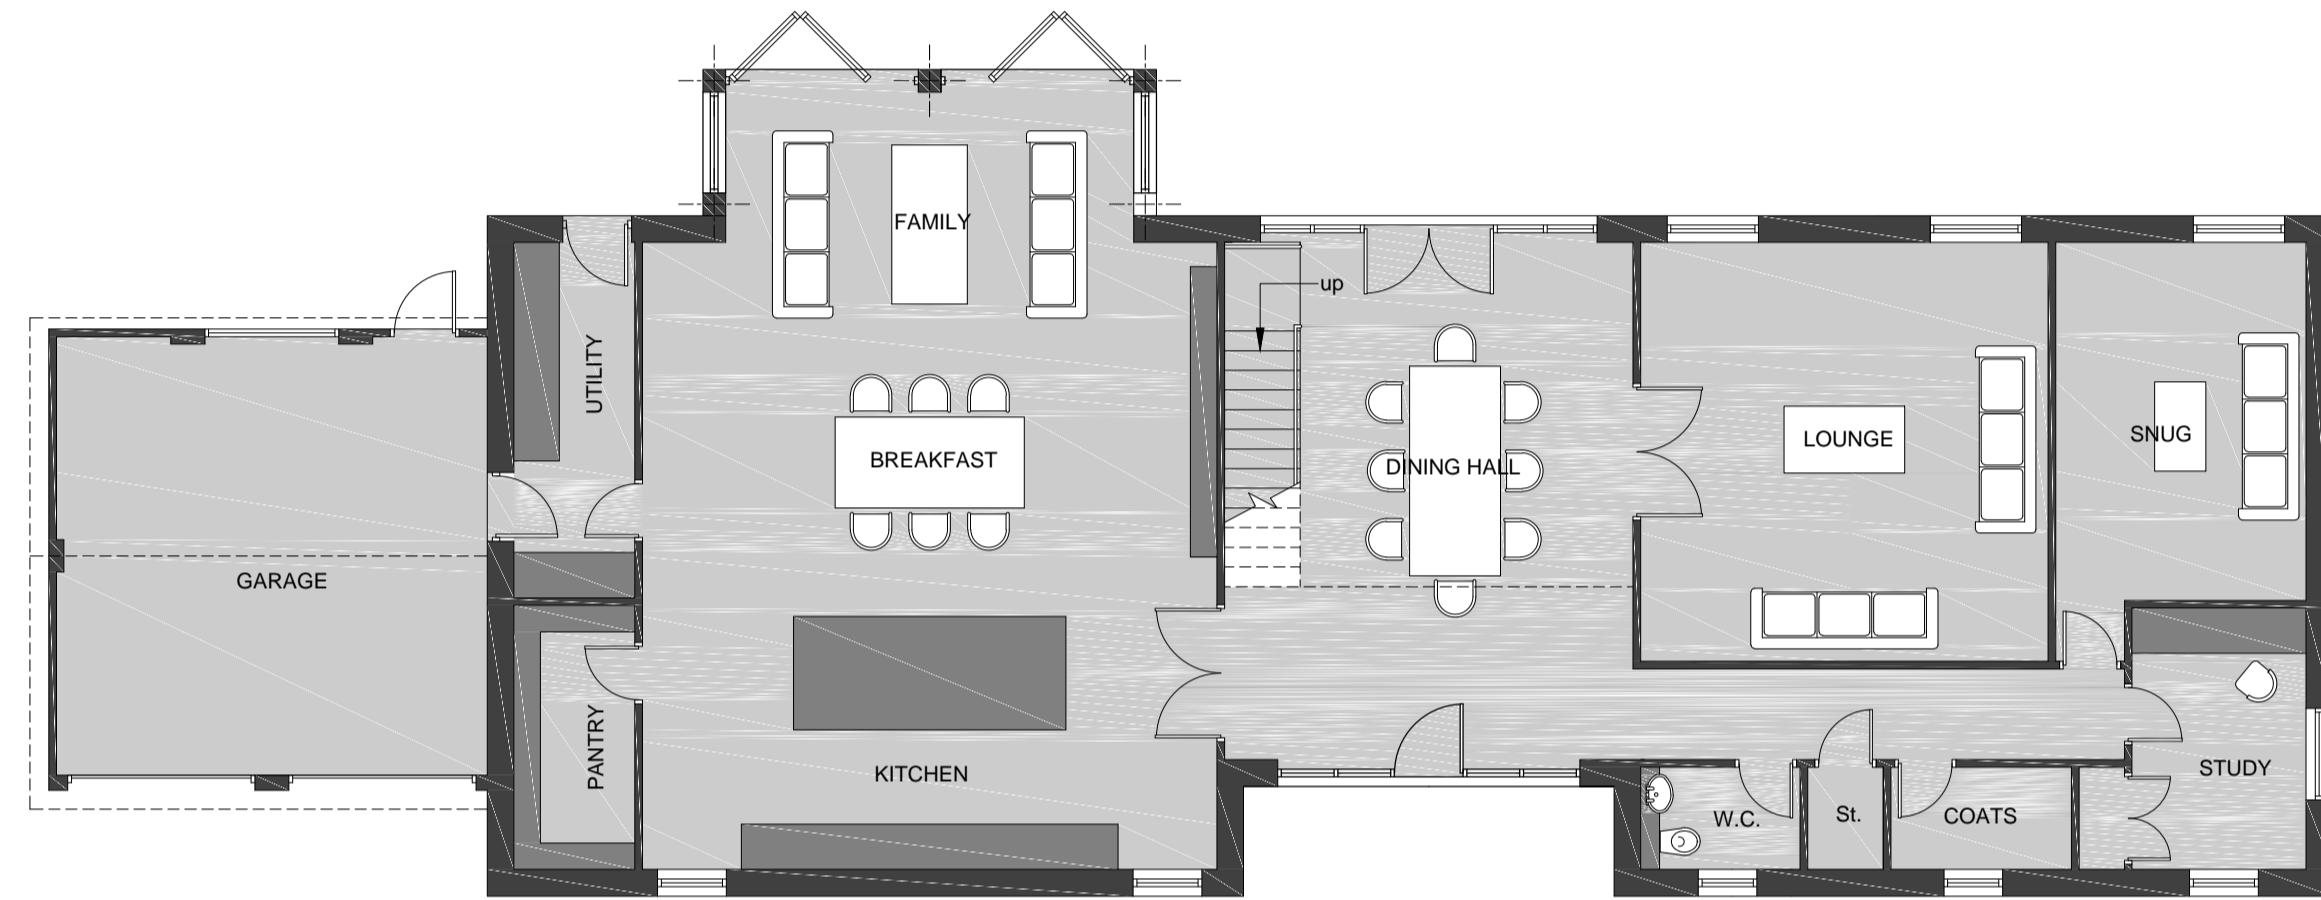 FAMILY
up
UTILITY
BREAKFAST
DINING HALL
LOUNGE
SNUG
GARAGE
PANTRY
KITCHEN
STUDY
W.C.
St.
COATS